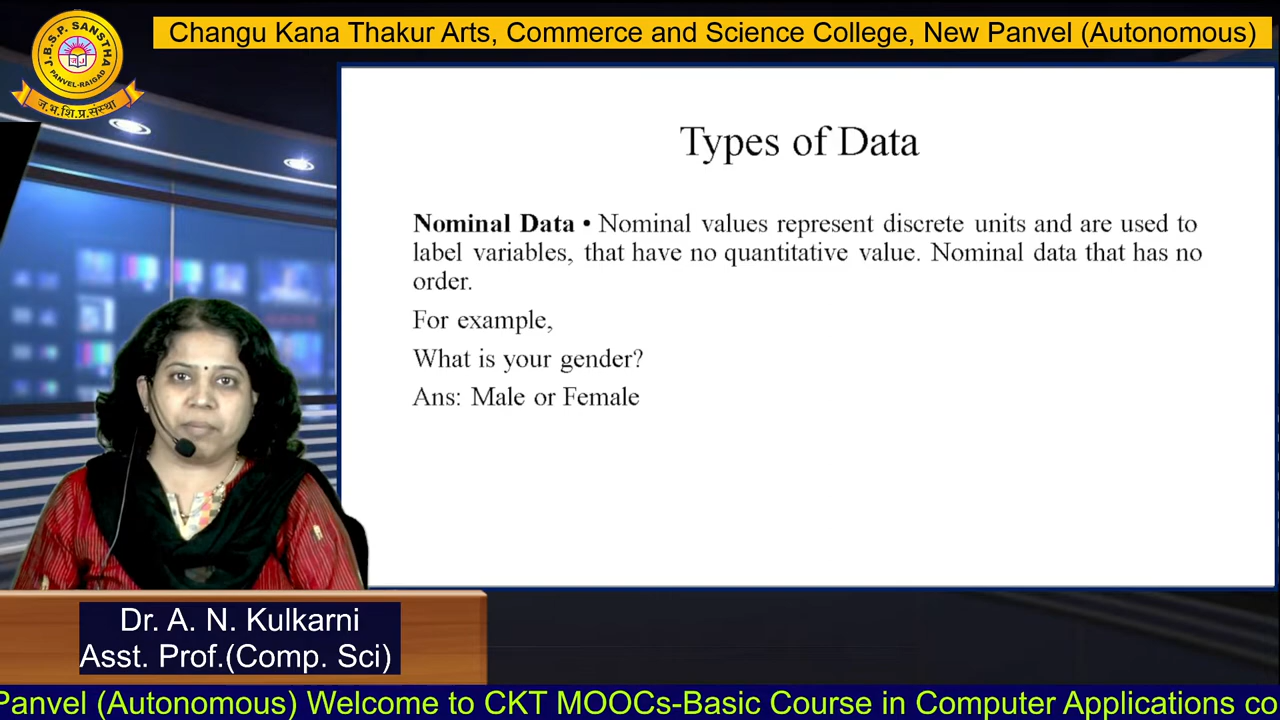 Changu Kana Thakur Arts, Commerce and Science College, New Panvel (Autonomous)
J.B.S.P. SANSTHA
PANVEL-RAIGAD
ज.भ.शि.प्र.संस्था
Types of Data
Nominal Data • Nominal values represent discrete units and are used to
label variables, that have no quantitative value. Nominal data that has no
order.
For example,
What is your gender?
Ans: Male or Female
Dr. A. N. Kulkarni
Asst. Prof.(Comp. Sci)
Panvel (Autonomous) Welcome to CKT MOOCs-Basic Course in Computer Applications co